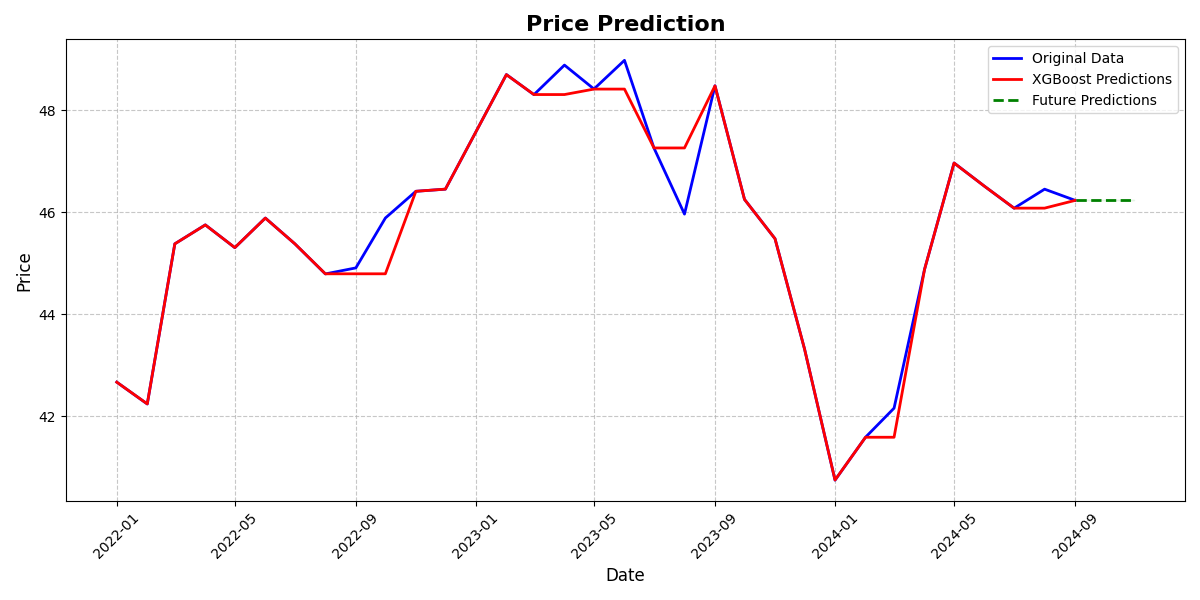 Price Prediction
Original Data
XGBoost Predictions
Future Predictions
Price
48
46
44
42
2022-01
2022-05
2022-09
2023-01
2023-05
2023-09
2024-01
2024-05
2024-09
Date